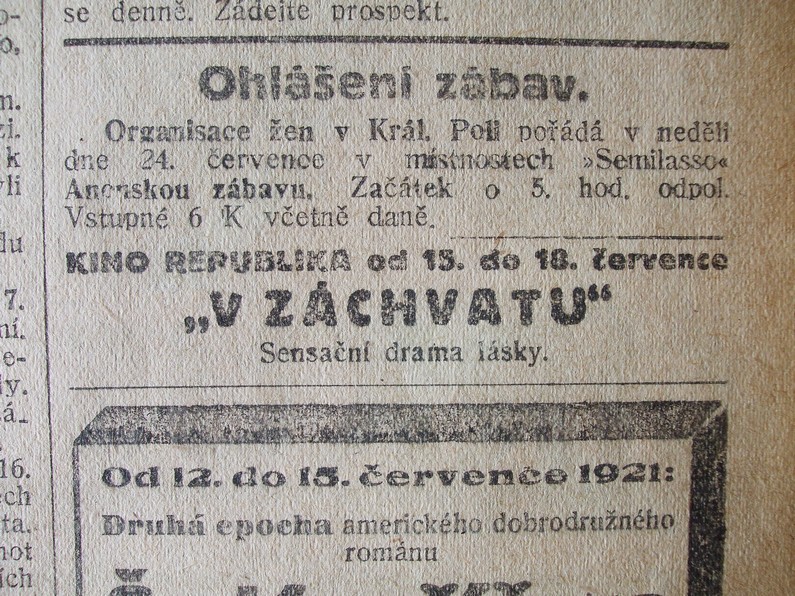 se denně. Žádejte prospekt.
Ohlášení zábav.
Organisace žen v Král. Poli pořádá v neděli
dne 24. července v místnostech »Semilasso«
Anenskou zábavu. Začátek o 5. hod. odpol.
Vstupné 6 K včetně daně.
KINO REPUBLIKA od 15. do 18. července
„V ZÁCHVATU“
Sensační drama lásky.
Od 12. do 15. července 1921:
Druhá epocha amerického dobrodružného
románu